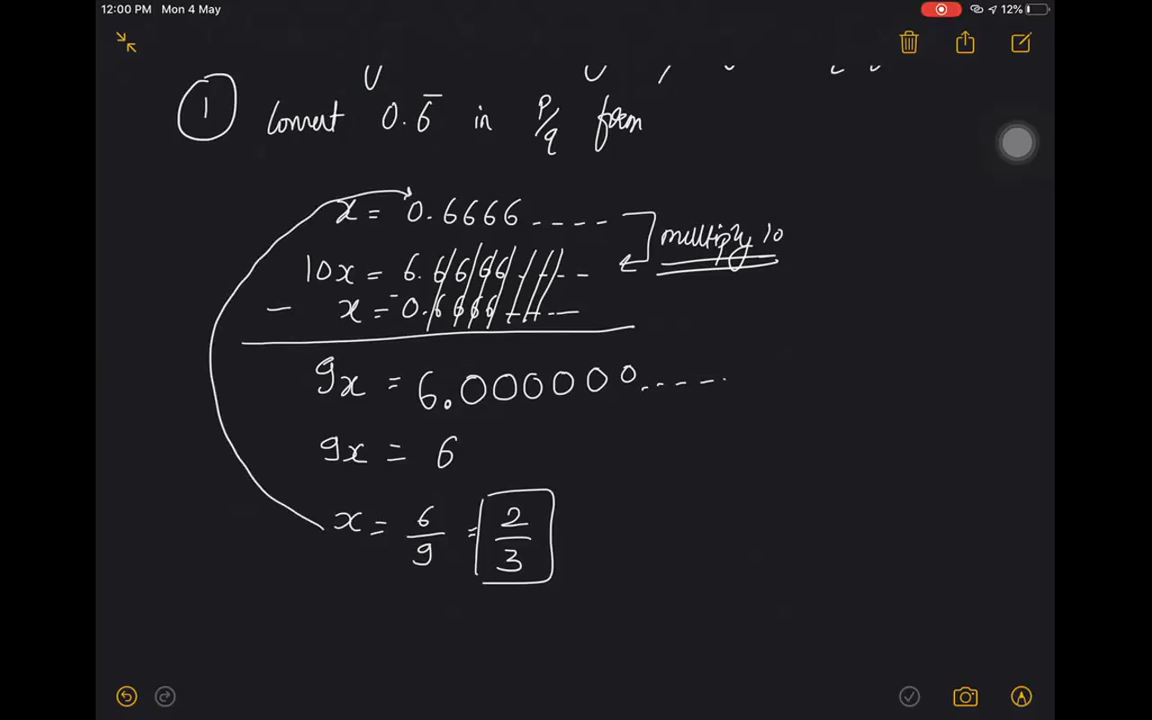 12:00 PM Mon 4 May 12%
1 Convert 0.6̅ in p/q form
x = 0.6666 ----
multiply 10
10x = 6.6666 -----
- x = -0.6666 ----
9x = 6.000000 -----
9x = 6
x = 6/9 = 2/3